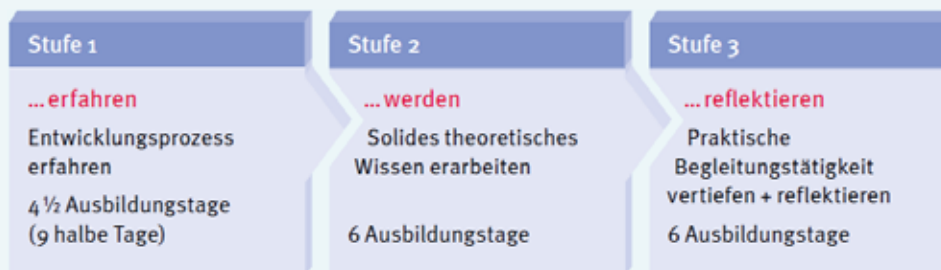 Stufe 1
... erfahren
Entwicklungsprozess
erfahren
4 ½ Ausbildungstage
(9 halbe Tage)
Stufe 2
... werden
Solides theoretisches
Wissen erarbeiten
6 Ausbildungstage
Stufe 3
... reflektieren
Praktische
Begleitungstätigkeit
vertiefen + reflektieren
6 Ausbildungstage